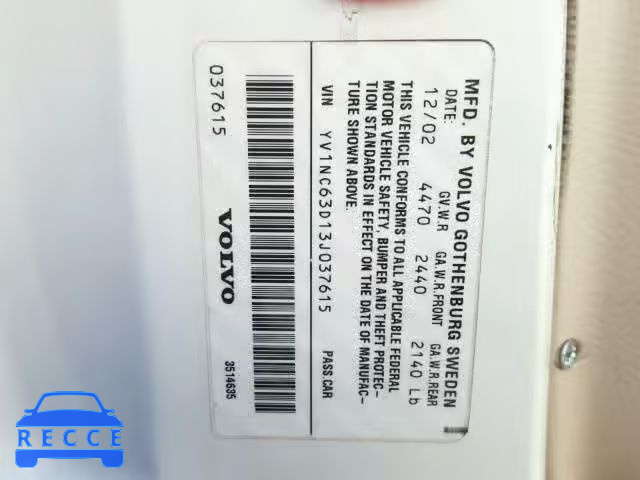 MFD. BY VOLVO GOTHENBURG SWEDEN
DATE: G.V.W.R GA.W.R.FRONT GA.W.R.REAR
12/02 4470 2440 2140 Lb
THIS VEHICLE CONFORMS TO ALL APPLICABLE FEDERAL
MOTOR VEHICLE SAFETY, BUMPER AND THEFT PROTEC–
TION STANDARDS IN EFFECT ON THE DATE OF MANUFAC–
TURE SHOWN ABOVE.
VIN YV1NC63D13J037615 PASS.CAR
037615 VOLVO 3514635
RECCE